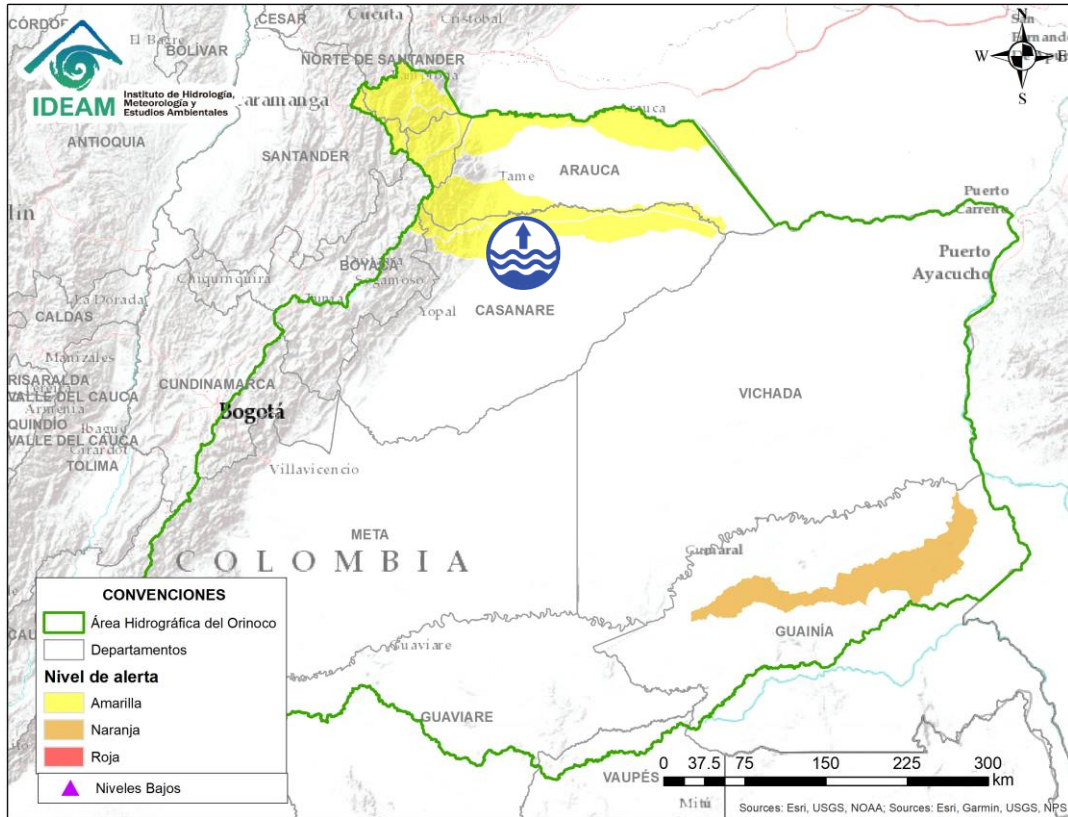 IDEAM
Instituto de Hidrología,
Meteorología y
Estudios Ambientales
CESAR
Cucuta
Cristobal
El Bagre
BOLÍVAR
NORTE DE SANTANDER
N
W
E
S
San
Fernando
ANTIOQUIA
SANTANDER
ARAUCA
Tame
Puerto
Carreño
Puerto
Ayacucho
BOYACÁ
Sogamoso
Chiquinquira
Tunja
La Dorada
Yopal
CASANARE
CALDAS
Manizales
RISARALDA
CUNDINAMARCA
VICHADA
VALLE DEL CAUCA
Armenia
Bogotá
QUINDÍO
Ibague
VALLE DEL CAUCA
Girardot
TOLIMA
Villavicencio
META
COLOMBIA
GUAINÍA
Guaviare
GUAVIARE
VAUPÉS
Mitú
CONVENCIONES
Área Hidrográfica del Orinoco
Departamentos
Nivel de alerta
Amarilla
Naranja
Roja
Niveles Bajos
0 37.5 75 150 225 300
km
Sources: Esri, USGS, NOAA; Sources: Esri, Garmin, USGS, NPS